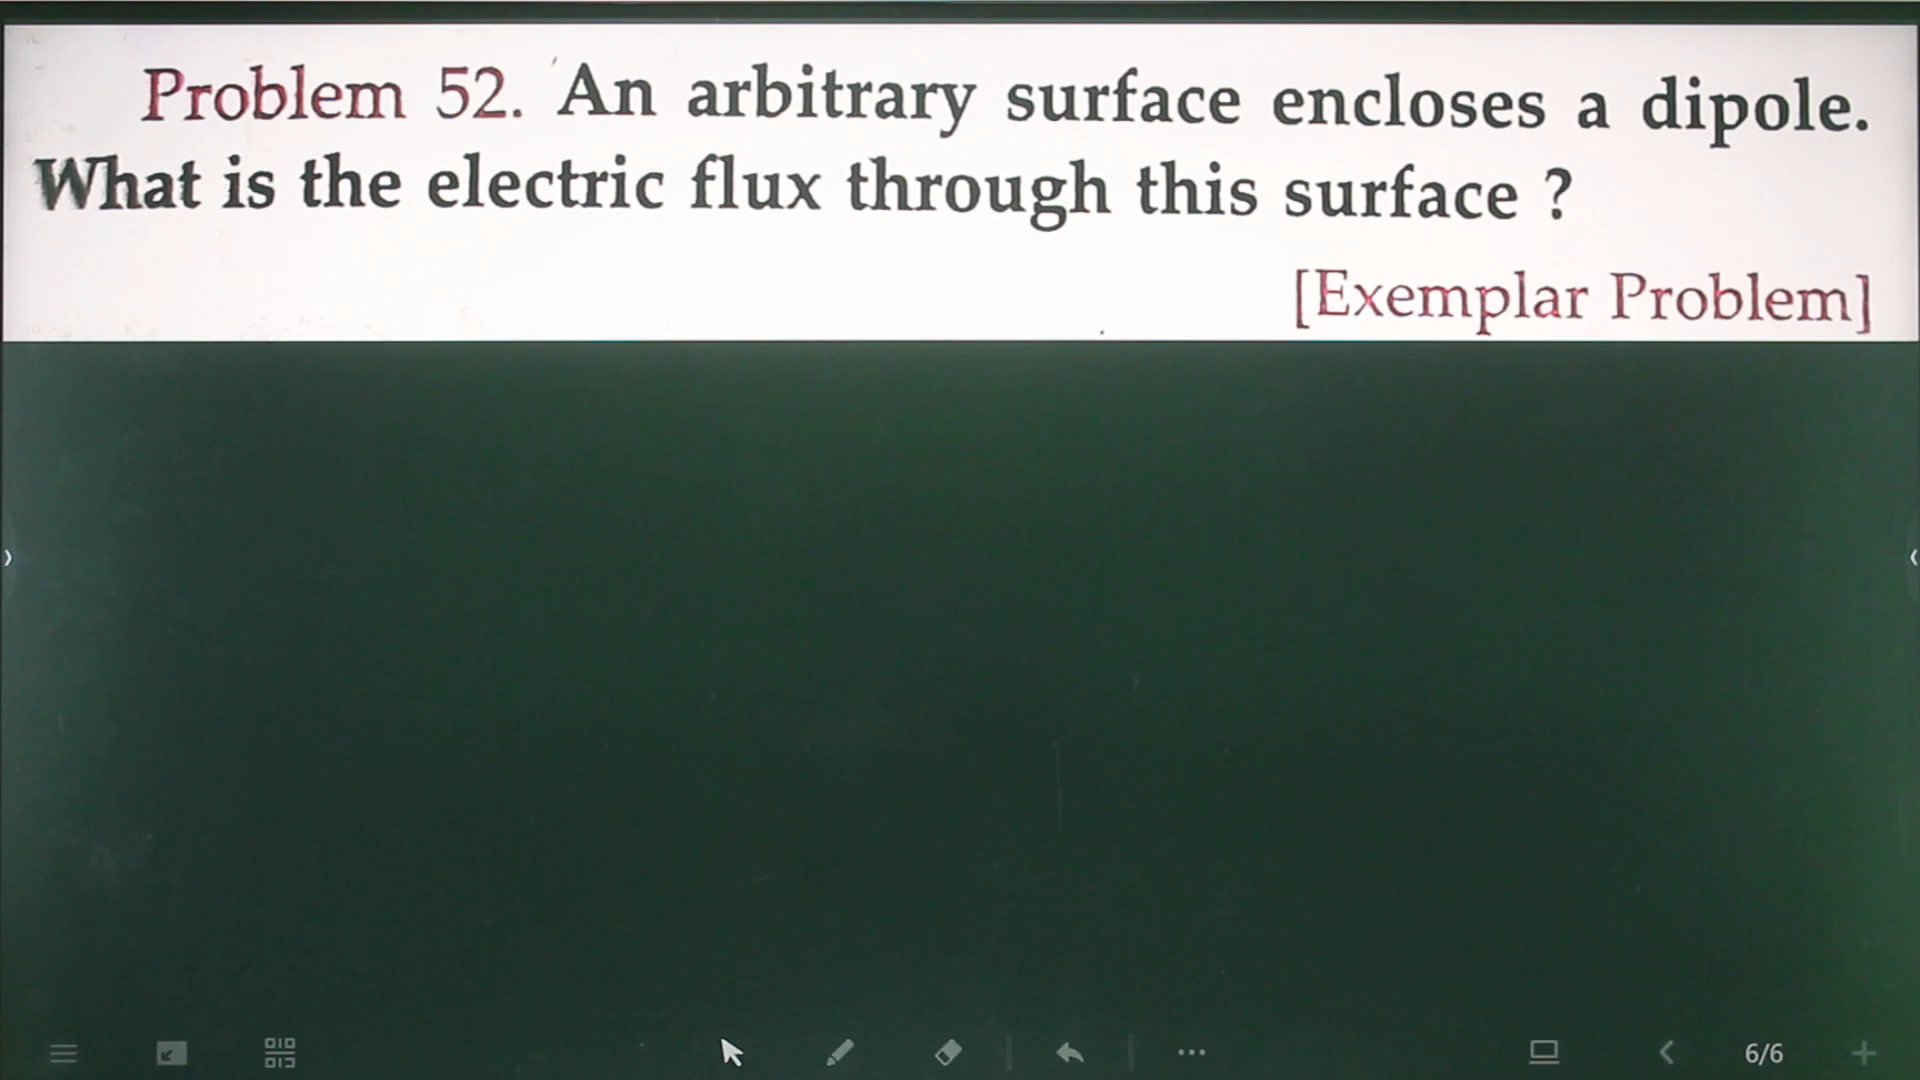 Problem 52. An arbitrary surface encloses a dipole.
What is the electric flux through this surface ?
[Exemplar Problem]
6/6